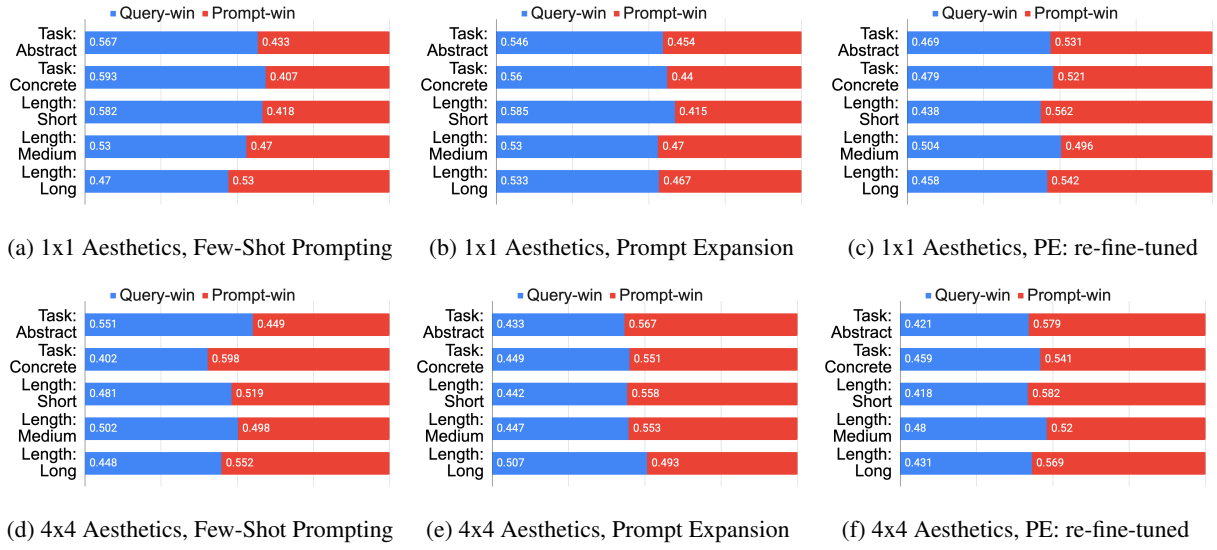 Query-win Prompt-win
Task:
Abstract
0.567 0.433
Task:
Concrete
0.593 0.407
Length:
Short
0.582 0.418
Length:
Medium
0.53 0.47
Length:
Long
0.47 0.53
(a) 1x1 Aesthetics, Few-Shot Prompting
Query-win Prompt-win
Task:
Abstract
0.546 0.454
Task:
Concrete
0.56 0.44
Length:
Short
0.585 0.415
Length:
Medium
0.53 0.47
Length:
Long
0.533 0.467
(b) 1x1 Aesthetics, Prompt Expansion
Query-win Prompt-win
Task:
Abstract
0.469 0.531
Task:
Concrete
0.479 0.521
Length:
Short
0.438 0.562
Length:
Medium
0.504 0.496
Length:
Long
0.458 0.542
(c) 1x1 Aesthetics, PE: re-fine-tuned
Query-win Prompt-win
Task:
Abstract
0.551 0.449
Task:
Concrete
0.402 0.598
Length:
Short
0.481 0.519
Length:
Medium
0.502 0.498
Length:
Long
0.448 0.552
(d) 4x4 Aesthetics, Few-Shot Prompting
Query-win Prompt-win
Task:
Abstract
0.433 0.567
Task:
Concrete
0.449 0.551
Length:
Short
0.442 0.558
Length:
Medium
0.447 0.553
Length:
Long
0.507 0.493
(e) 4x4 Aesthetics, Prompt Expansion
Query-win Prompt-win
Task:
Abstract
0.421 0.579
Task:
Concrete
0.459 0.541
Length:
Short
0.418 0.582
Length:
Medium
0.48 0.52
Length:
Long
0.431 0.569
(f) 4x4 Aesthetics, PE: re-fine-tuned